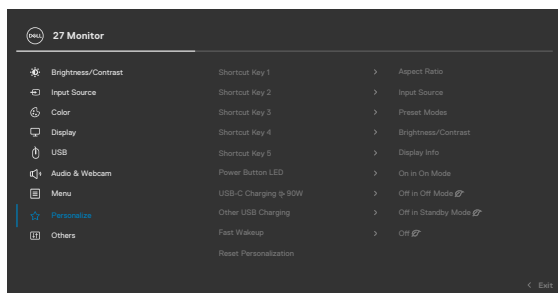 DELL 27 Monitor
Brightness/Contrast Shortcut Key 1 > Aspect Ratio
Input Source Shortcut Key 2 > Input Source
Color Shortcut Key 3 > Preset Modes
Display Shortcut Key 4 > Brightness/Contrast
USB Shortcut Key 5 > Display Info
Audio & Webcam Power Button LED > On in On Mode
Menu USB-C Charging 90W > Off in Off Mode
Personalize Other USB Charging > Off in Standby Mode
Others Fast Wakeup > Off
Reset Personalization
< Exit